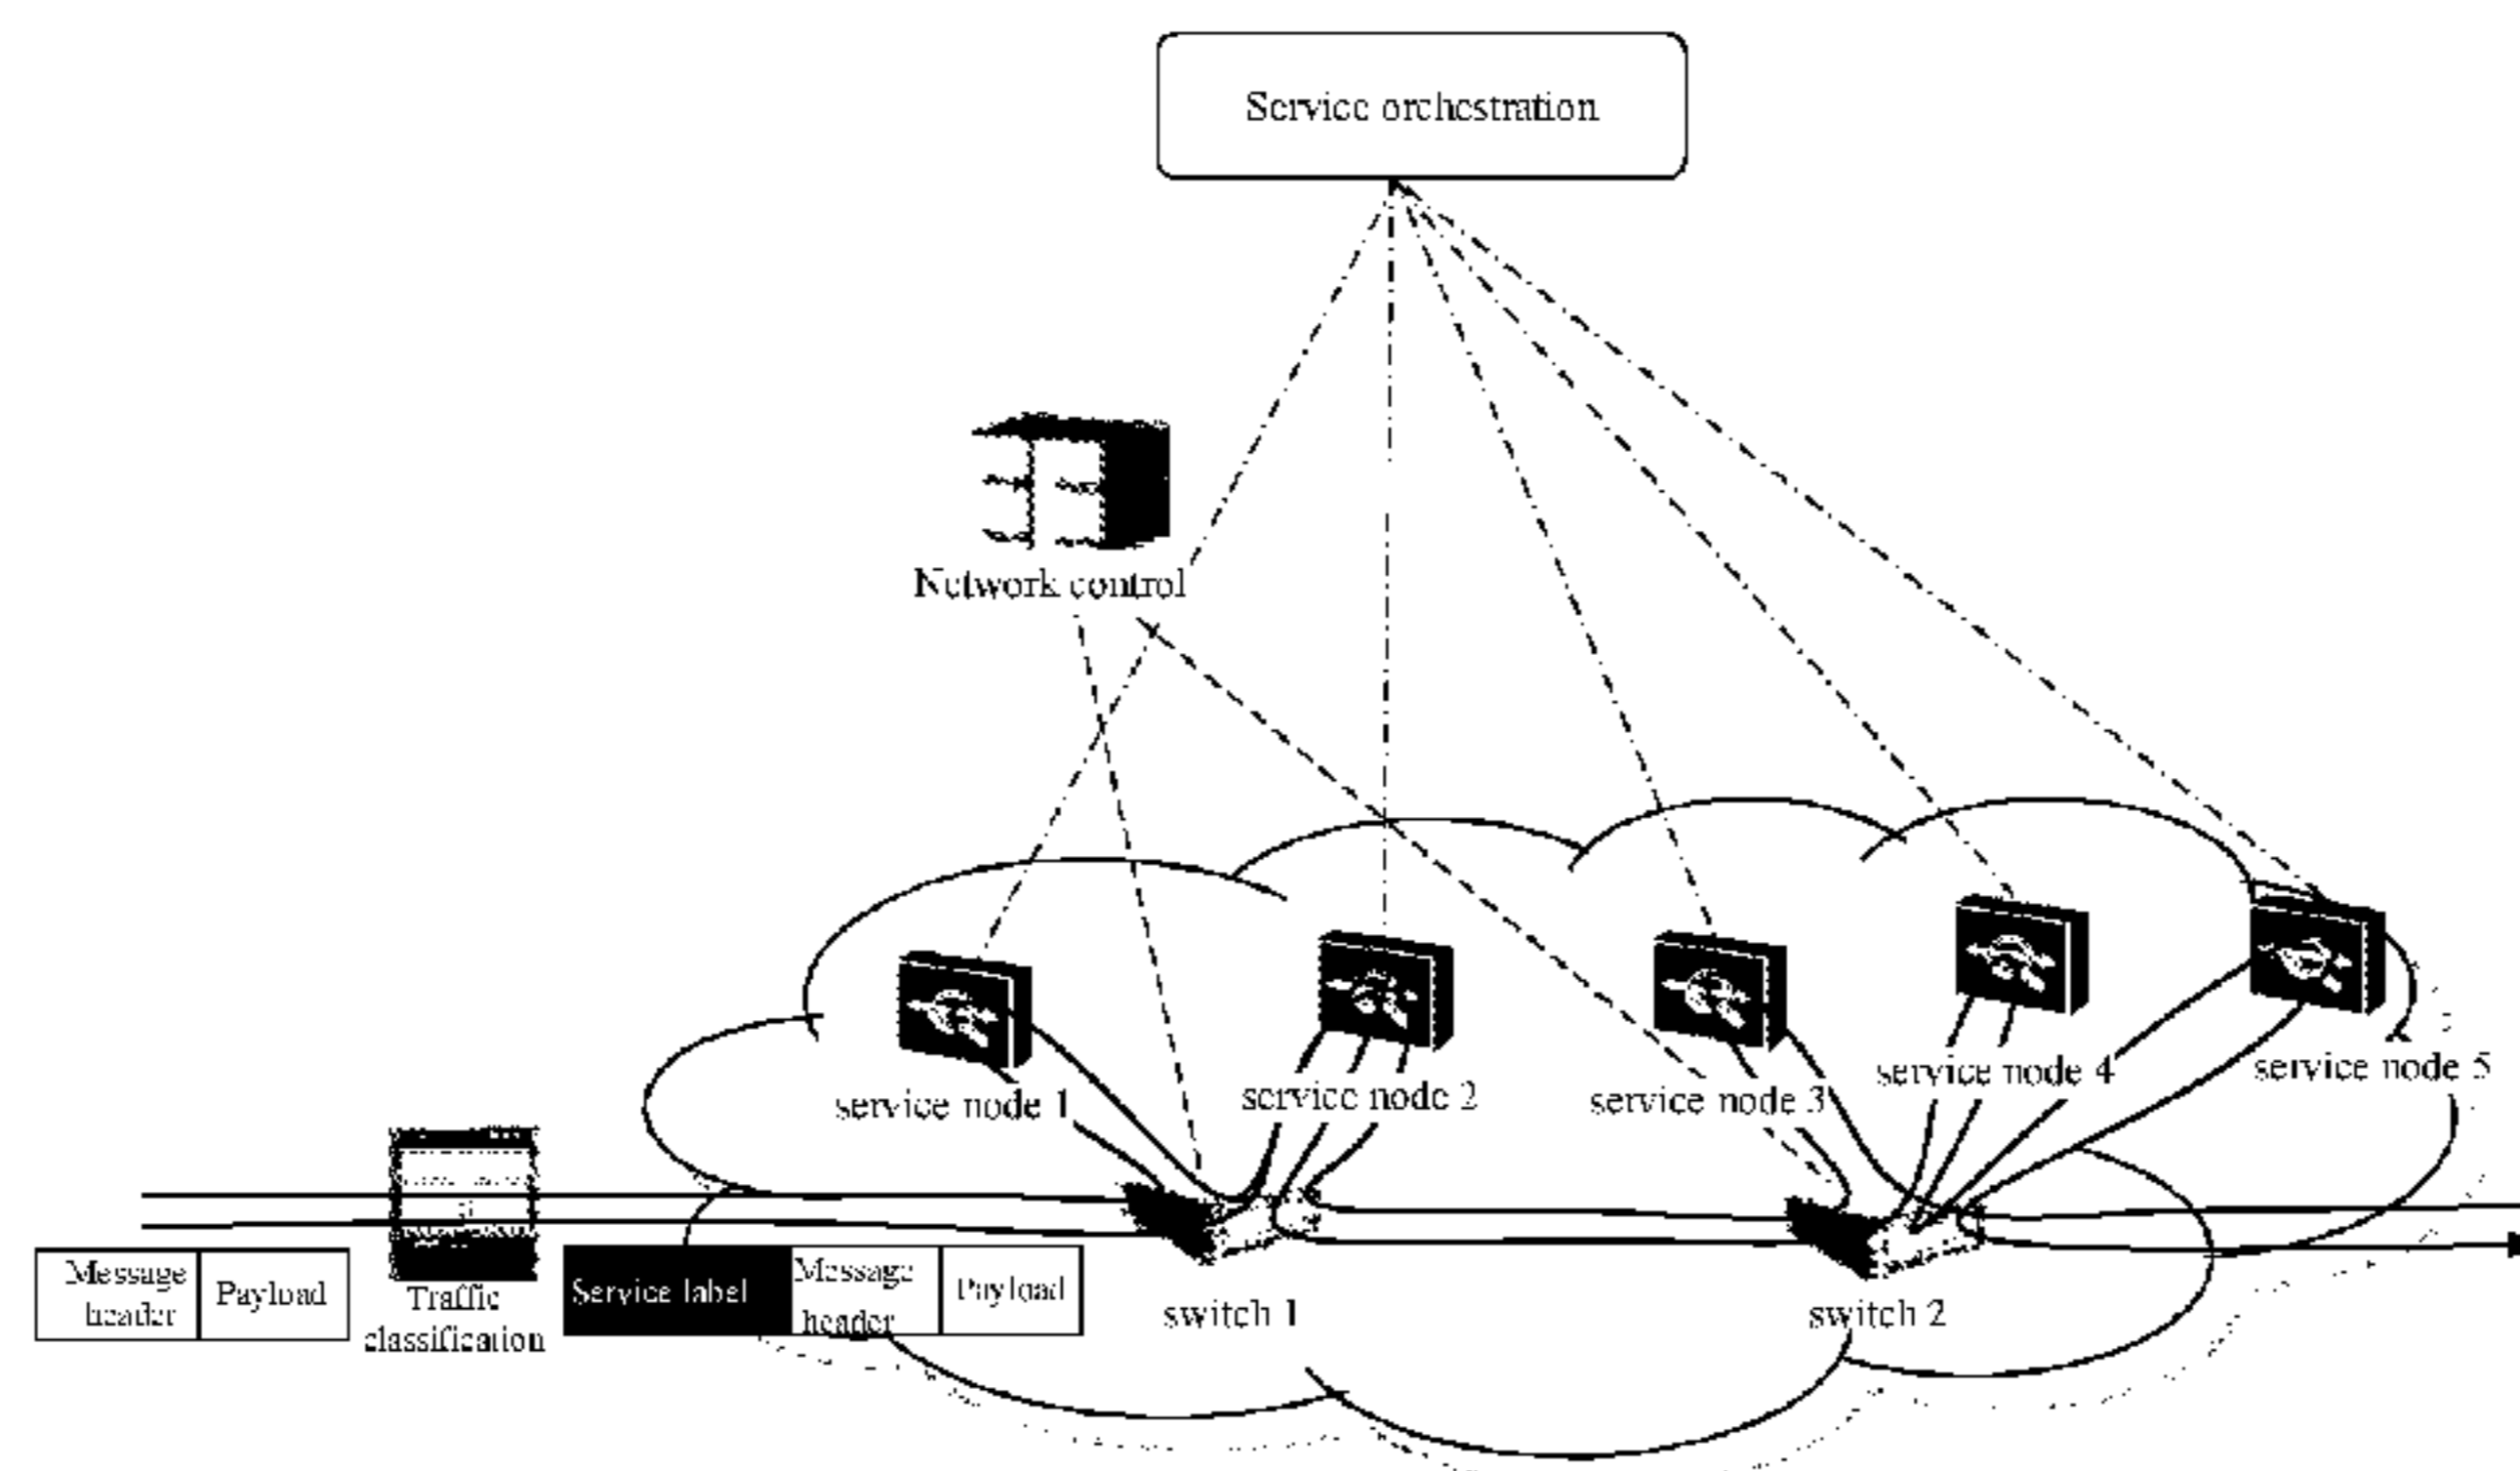 Service orchestration
Network control
service node 1
service node 2
service node 3
service node 4
service node 5
Message
header
Payload
Traffic
classification
Service label
Message
header
Payload
switch 1
switch 2